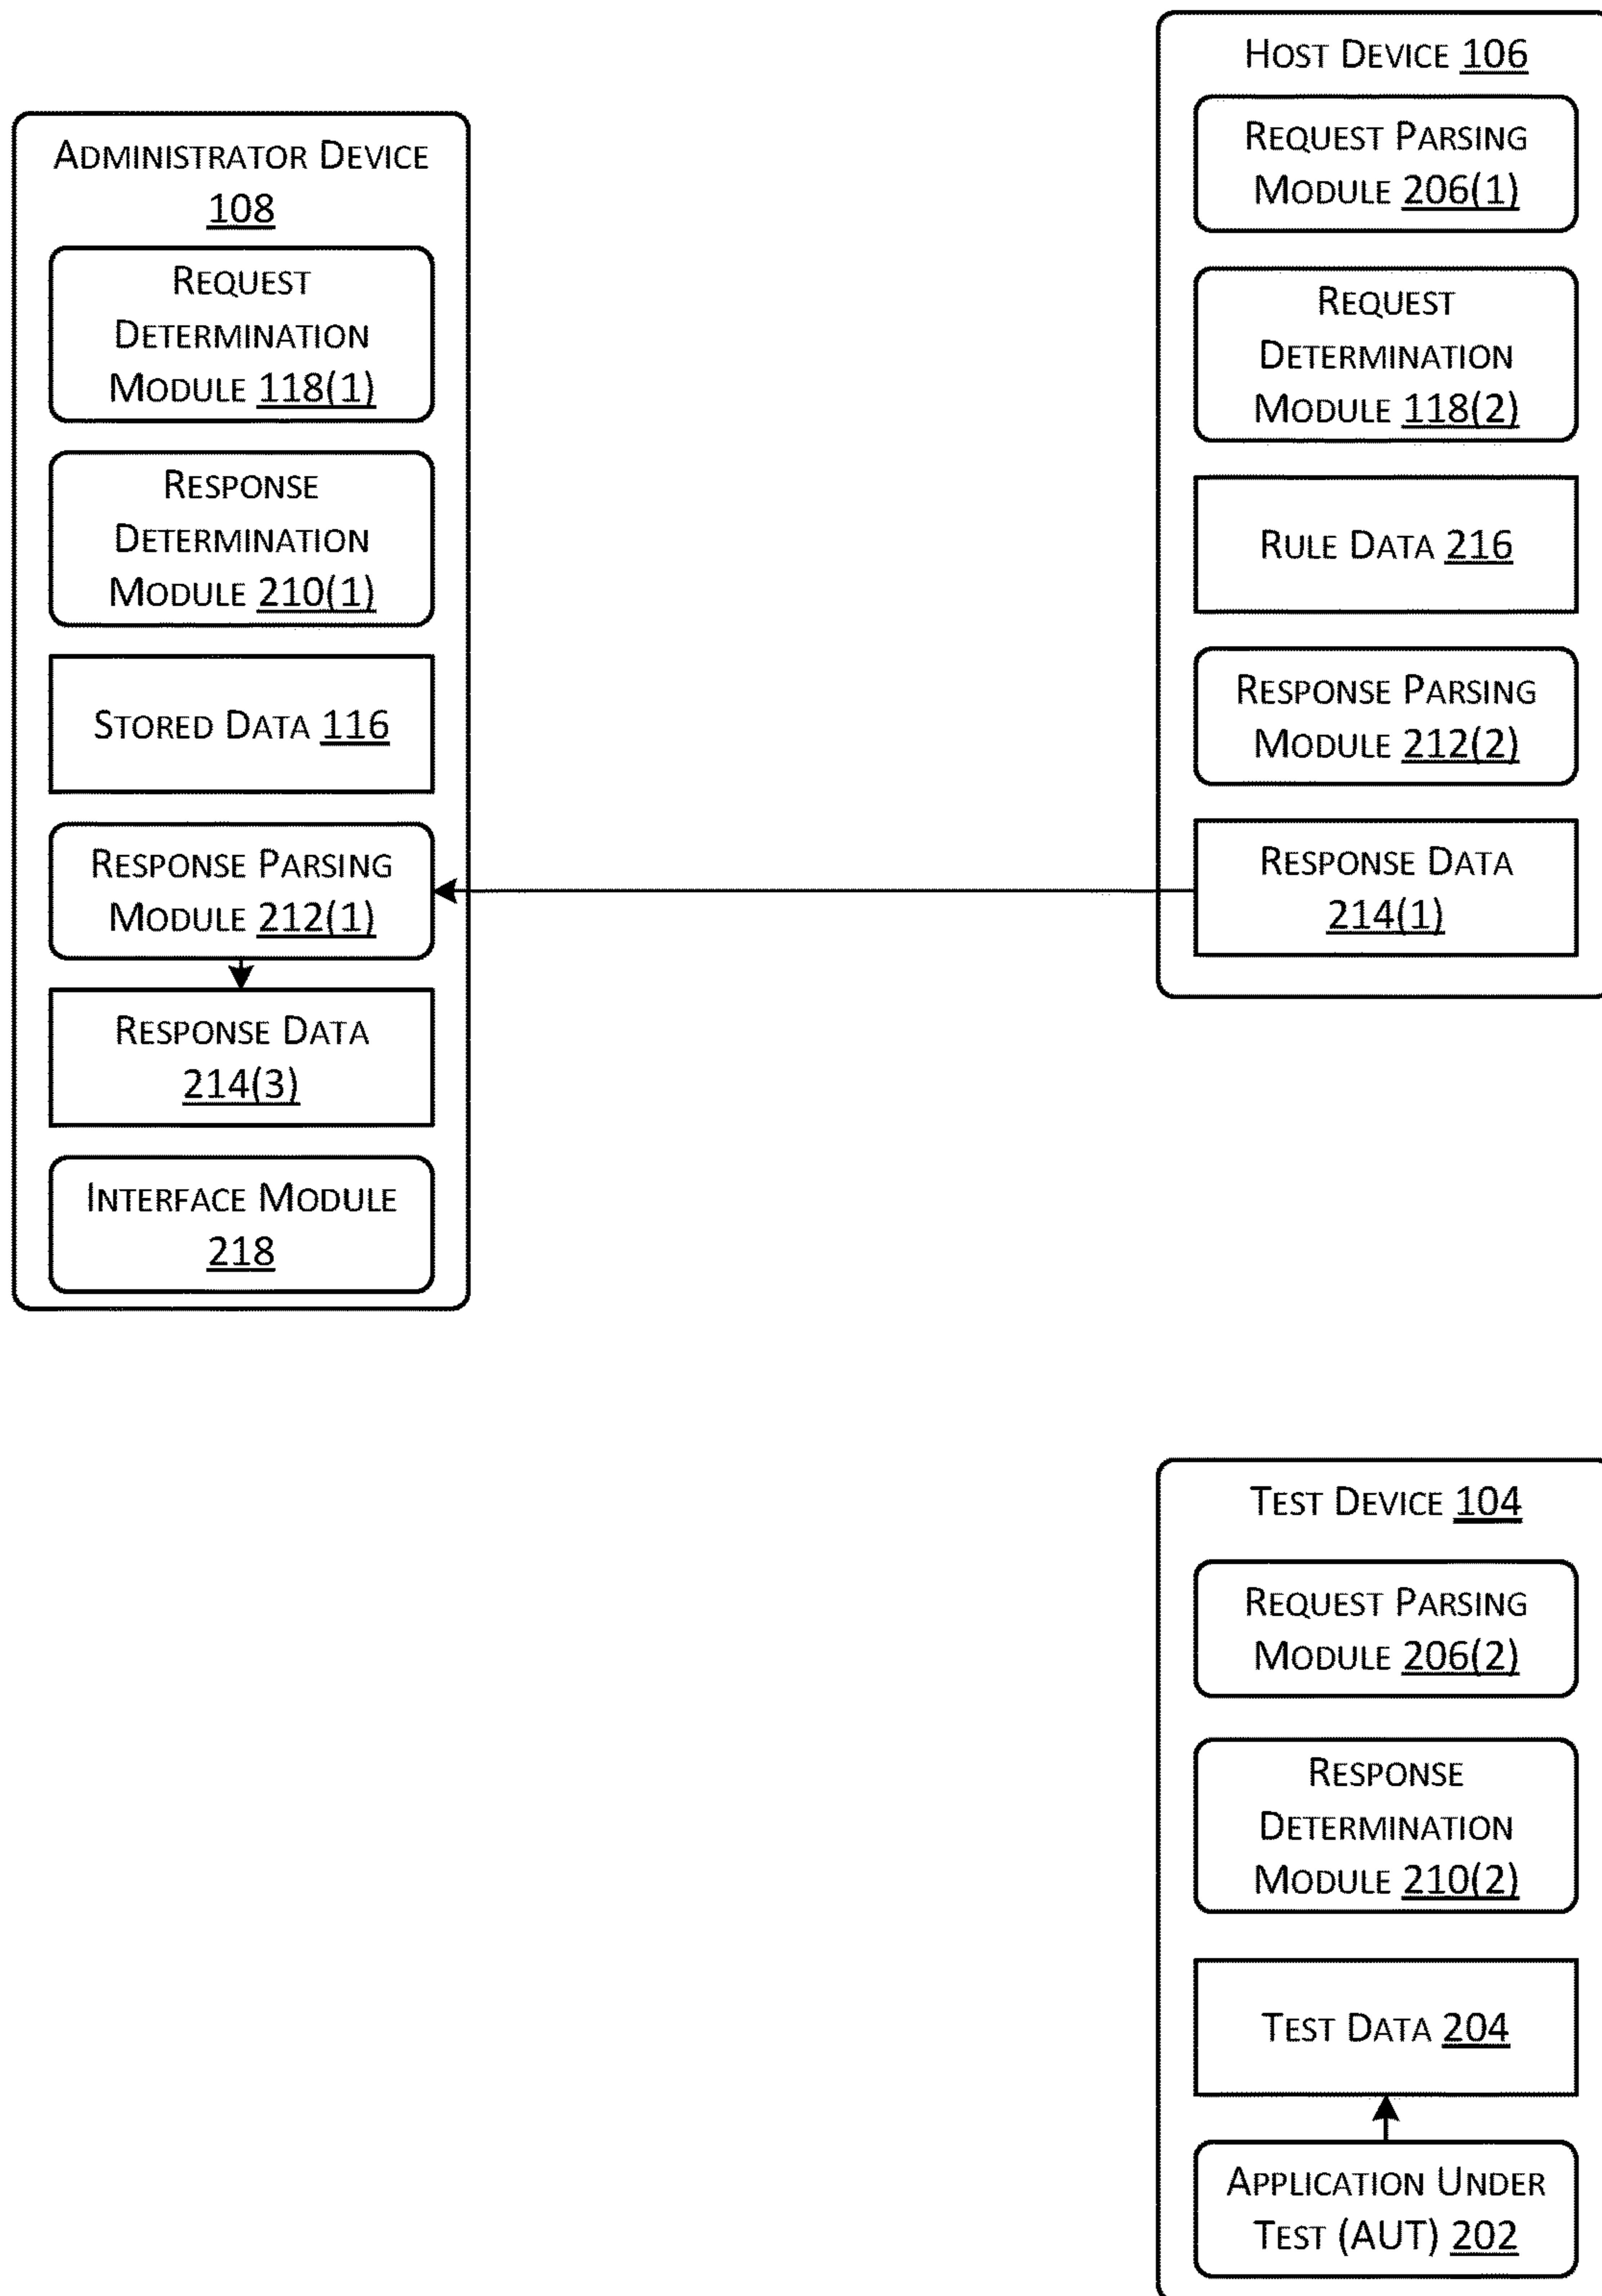 ADMINISTRATOR DEVICE
108
REQUEST
DETERMINATION
MODULE 118(1)
RESPONSE
DETERMINATION
MODULE 210(1)
STORED DATA 116
RESPONSE PARSING
MODULE 212(1)
RESPONSE DATA
214(3)
INTERFACE MODULE
218
HOST DEVICE 106
REQUEST PARSING
MODULE 206(1)
REQUEST
DETERMINATION
MODULE 118(2)
RULE DATA 216
RESPONSE PARSING
MODULE 212(2)
RESPONSE DATA
214(1)
TEST DEVICE 104
REQUEST PARSING
MODULE 206(2)
RESPONSE
DETERMINATION
MODULE 210(2)
TEST DATA 204
APPLICATION UNDER
TEST (AUT) 202